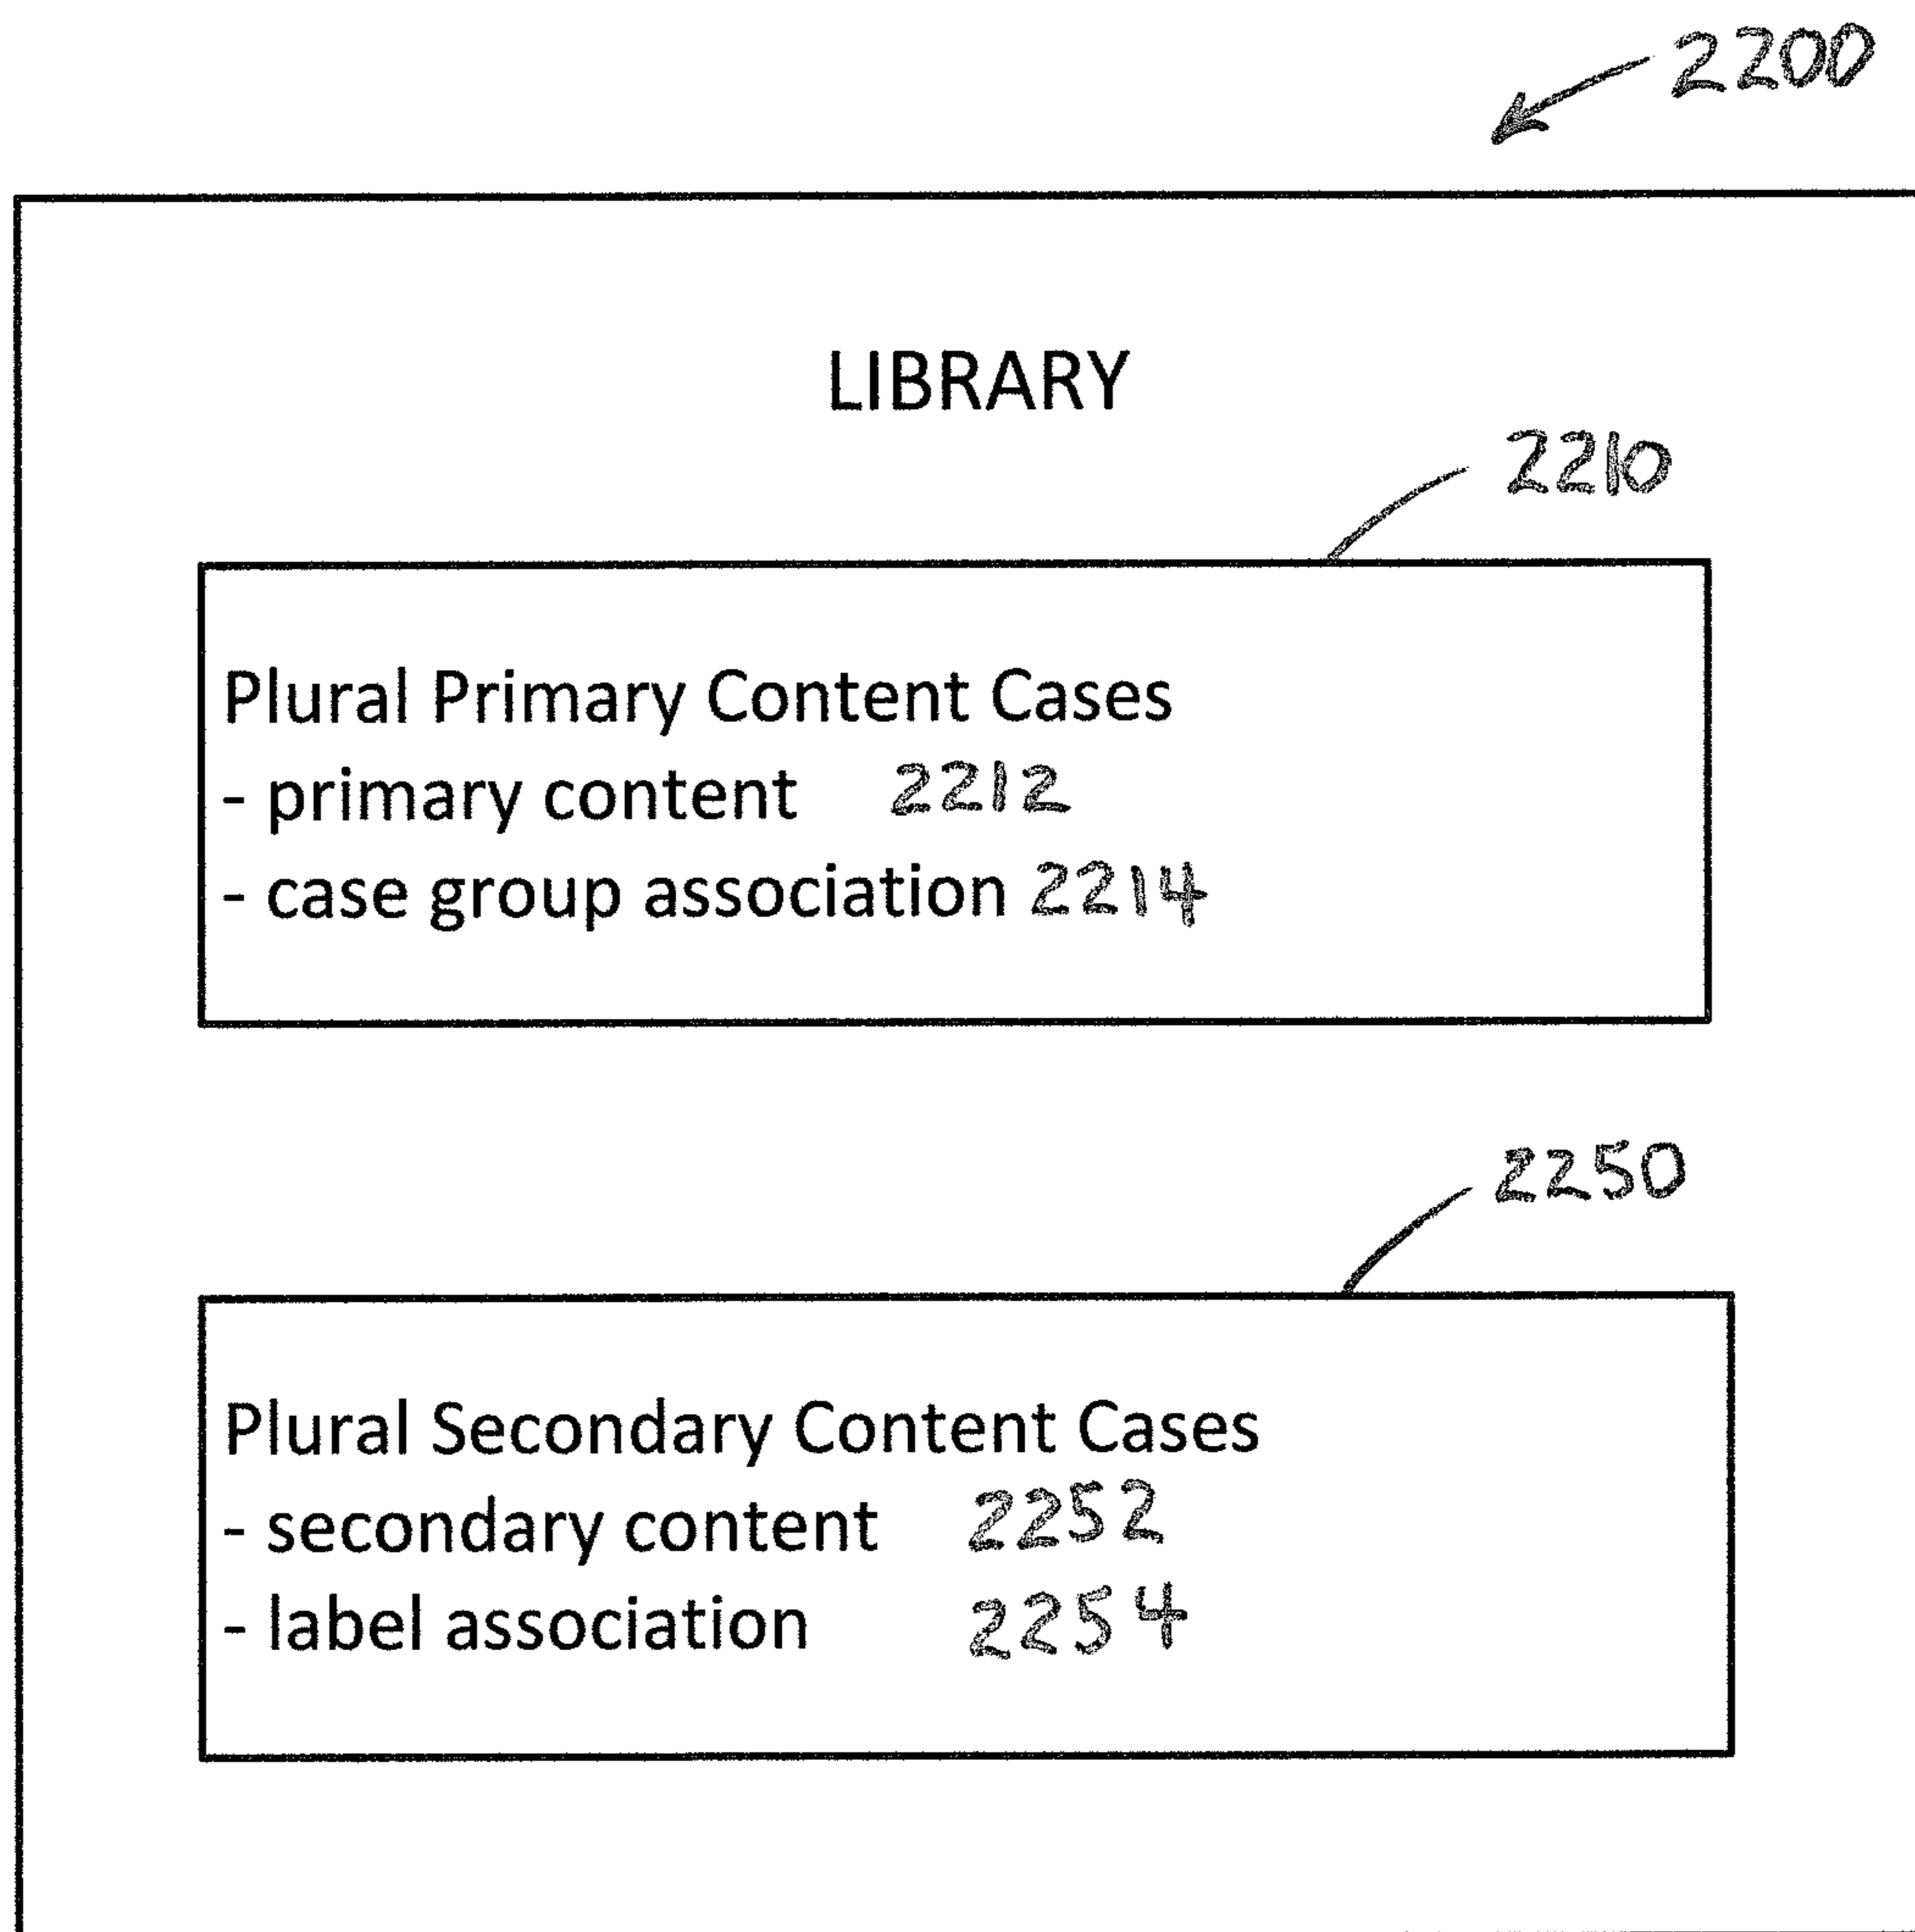 2200
LIBRARY
2210
Plural Primary Content Cases
- primary content 2212
- case group association 2214
2250
Plural Secondary Content Cases
- secondary content 2252
- label association 2254